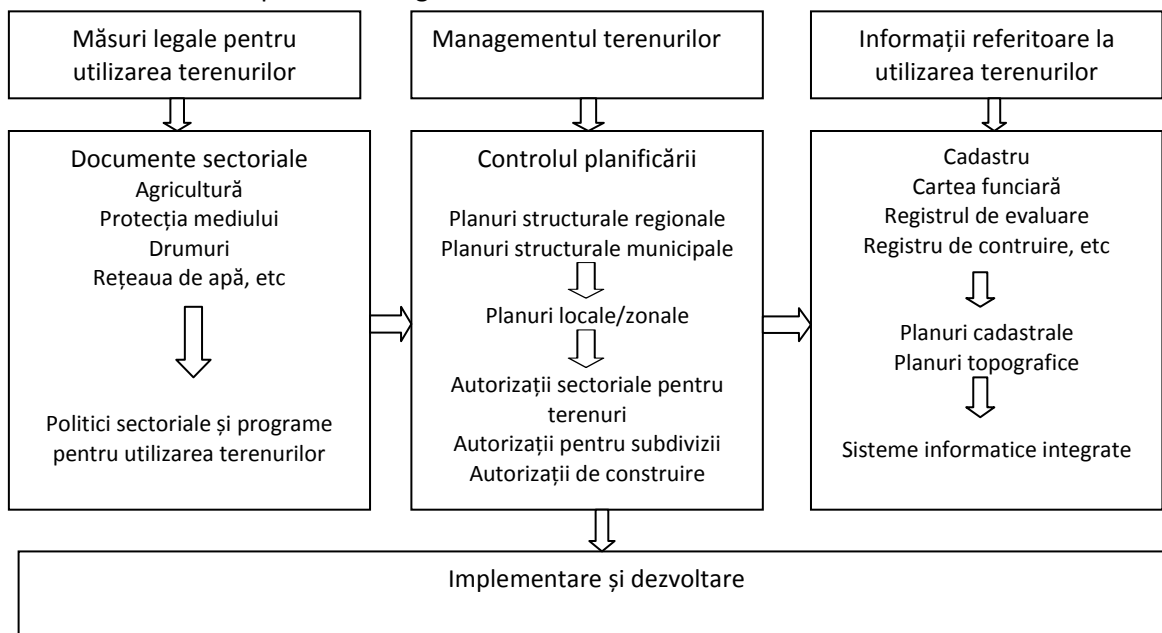 Măsuri legale pentru
utilizarea terenurilor
Managementul terenurilor
Informații referitoare la
utilizarea terenurilor
Documente sectoriale
Agricultură
Protecția mediului
Drumuri
Rețeaua de apă, etc
Politici sectoriale și programe
pentru utilizarea terenurilor
Controlul planificării
Planuri structurale regionale
Planuri structurale municipale
Planuri locale/zonale
Autorizații sectoriale pentru
terenuri
Autorizații pentru subdivizii
Autorizații de construire
Cadastru
Cartea funciară
Registrul de evaluare
Registru de contruire, etc
Planuri cadastrale
Planuri topografice
Sisteme informatice integrate
Implementare și dezvoltare